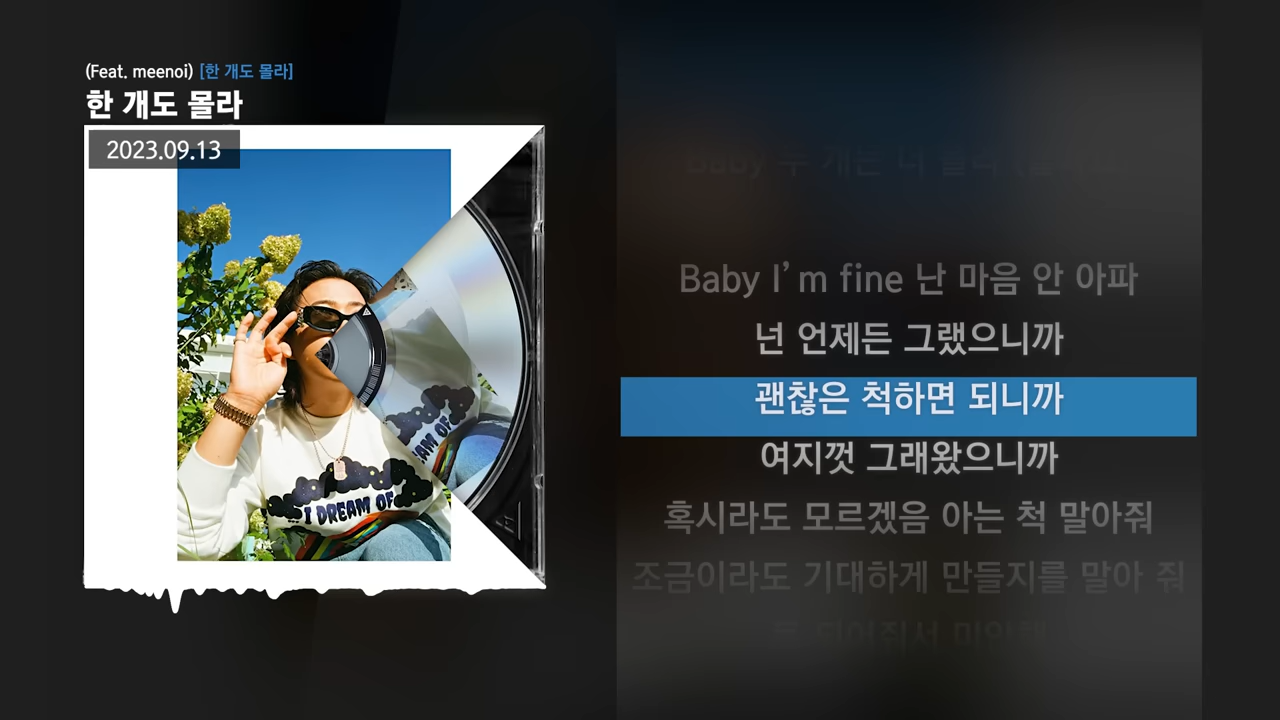 (Feat. meenoi) [한 개도 몰라]
한 개도 몰라
2023.09.13
I DREAM OF
Baby I'm fine 난 마음 안 아파
넌 언제든 그랬으니까
괜찮은 척하면 되니까
여지껏 그래왔으니까
혹시라도 모르겠음 아는 척 말아줘
조금이라도 기대하게 만들지를 말아 줘